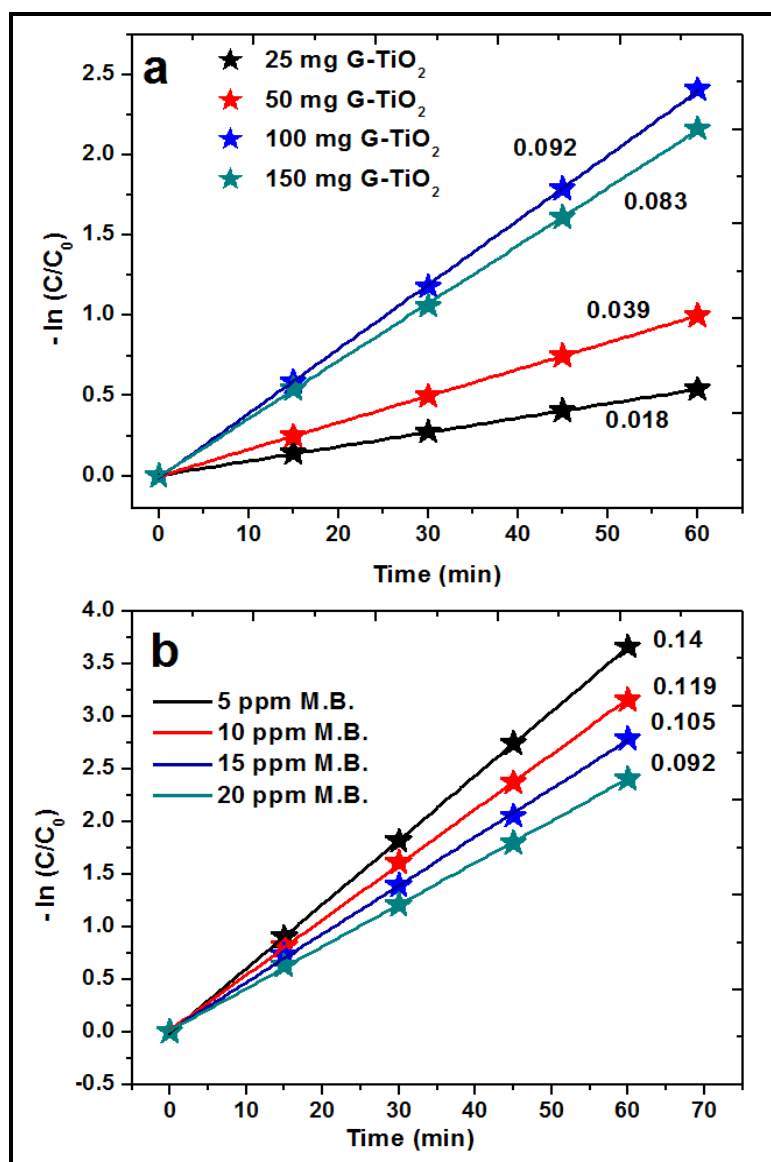 a
25 mg G-TiO₂
50 mg G-TiO₂
100 mg G-TiO₂
150 mg G-TiO₂
0.092
0.083
0.039
0.018
2.5
2.0
1.5
1.0
0.5
0.0
- ln (C/C₀)
0 10 20 30 40 50 60
Time (min)
b
5 ppm M.B.
10 ppm M.B.
15 ppm M.B.
20 ppm M.B.
0.14
0.119
0.105
0.092
4.0
3.5
3.0
2.5
2.0
1.5
1.0
0.5
0.0
-0.5
- ln (C/C₀)
0 10 20 30 40 50 60 70
Time (min)